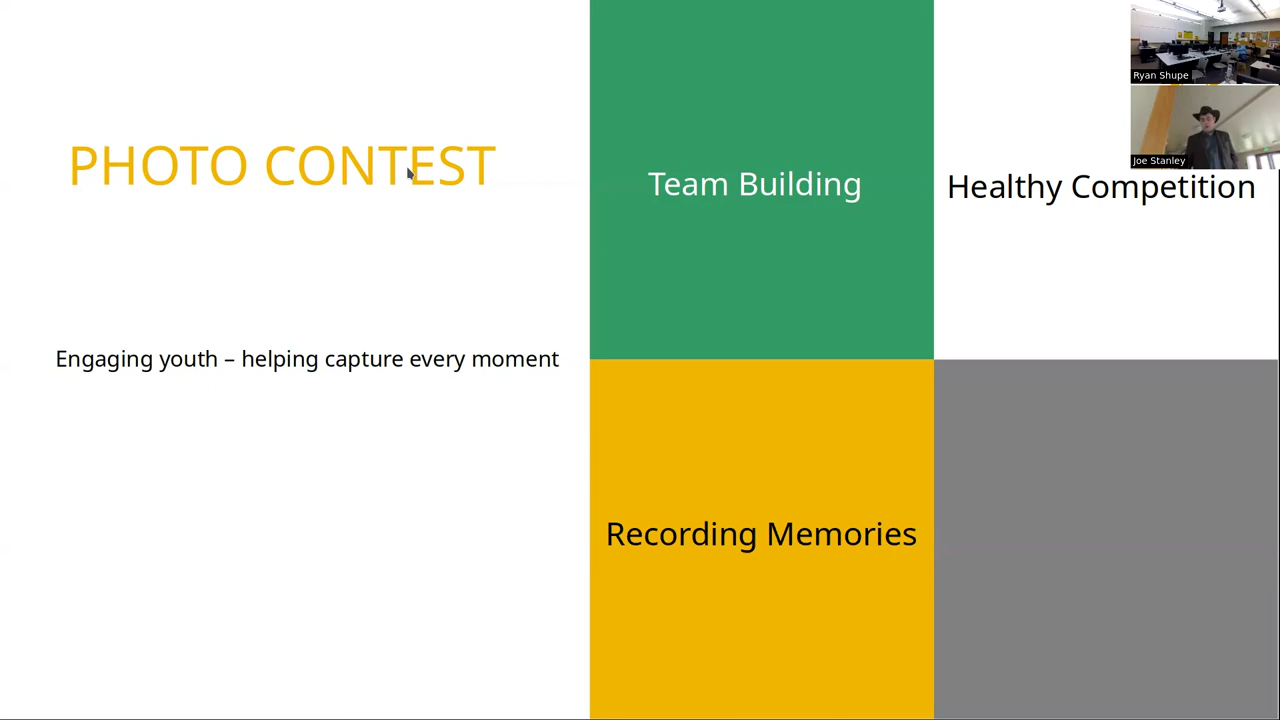 PHOTO CONTEST
Engaging youth – helping capture every moment
Team Building
Healthy Competition
Recording Memories
Ryan Shupe
Joe Stanley